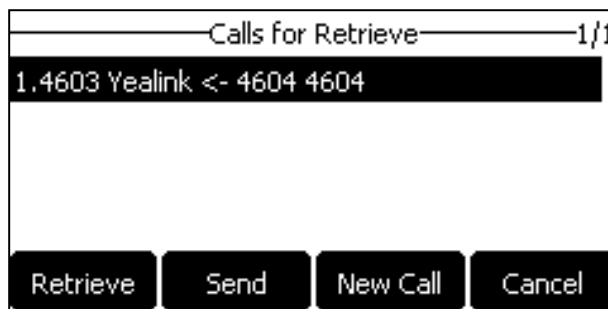 Calls for Retrieve 1/1
1.4603 Yealink <- 4604 4604
Retrieve Send New Call Cancel